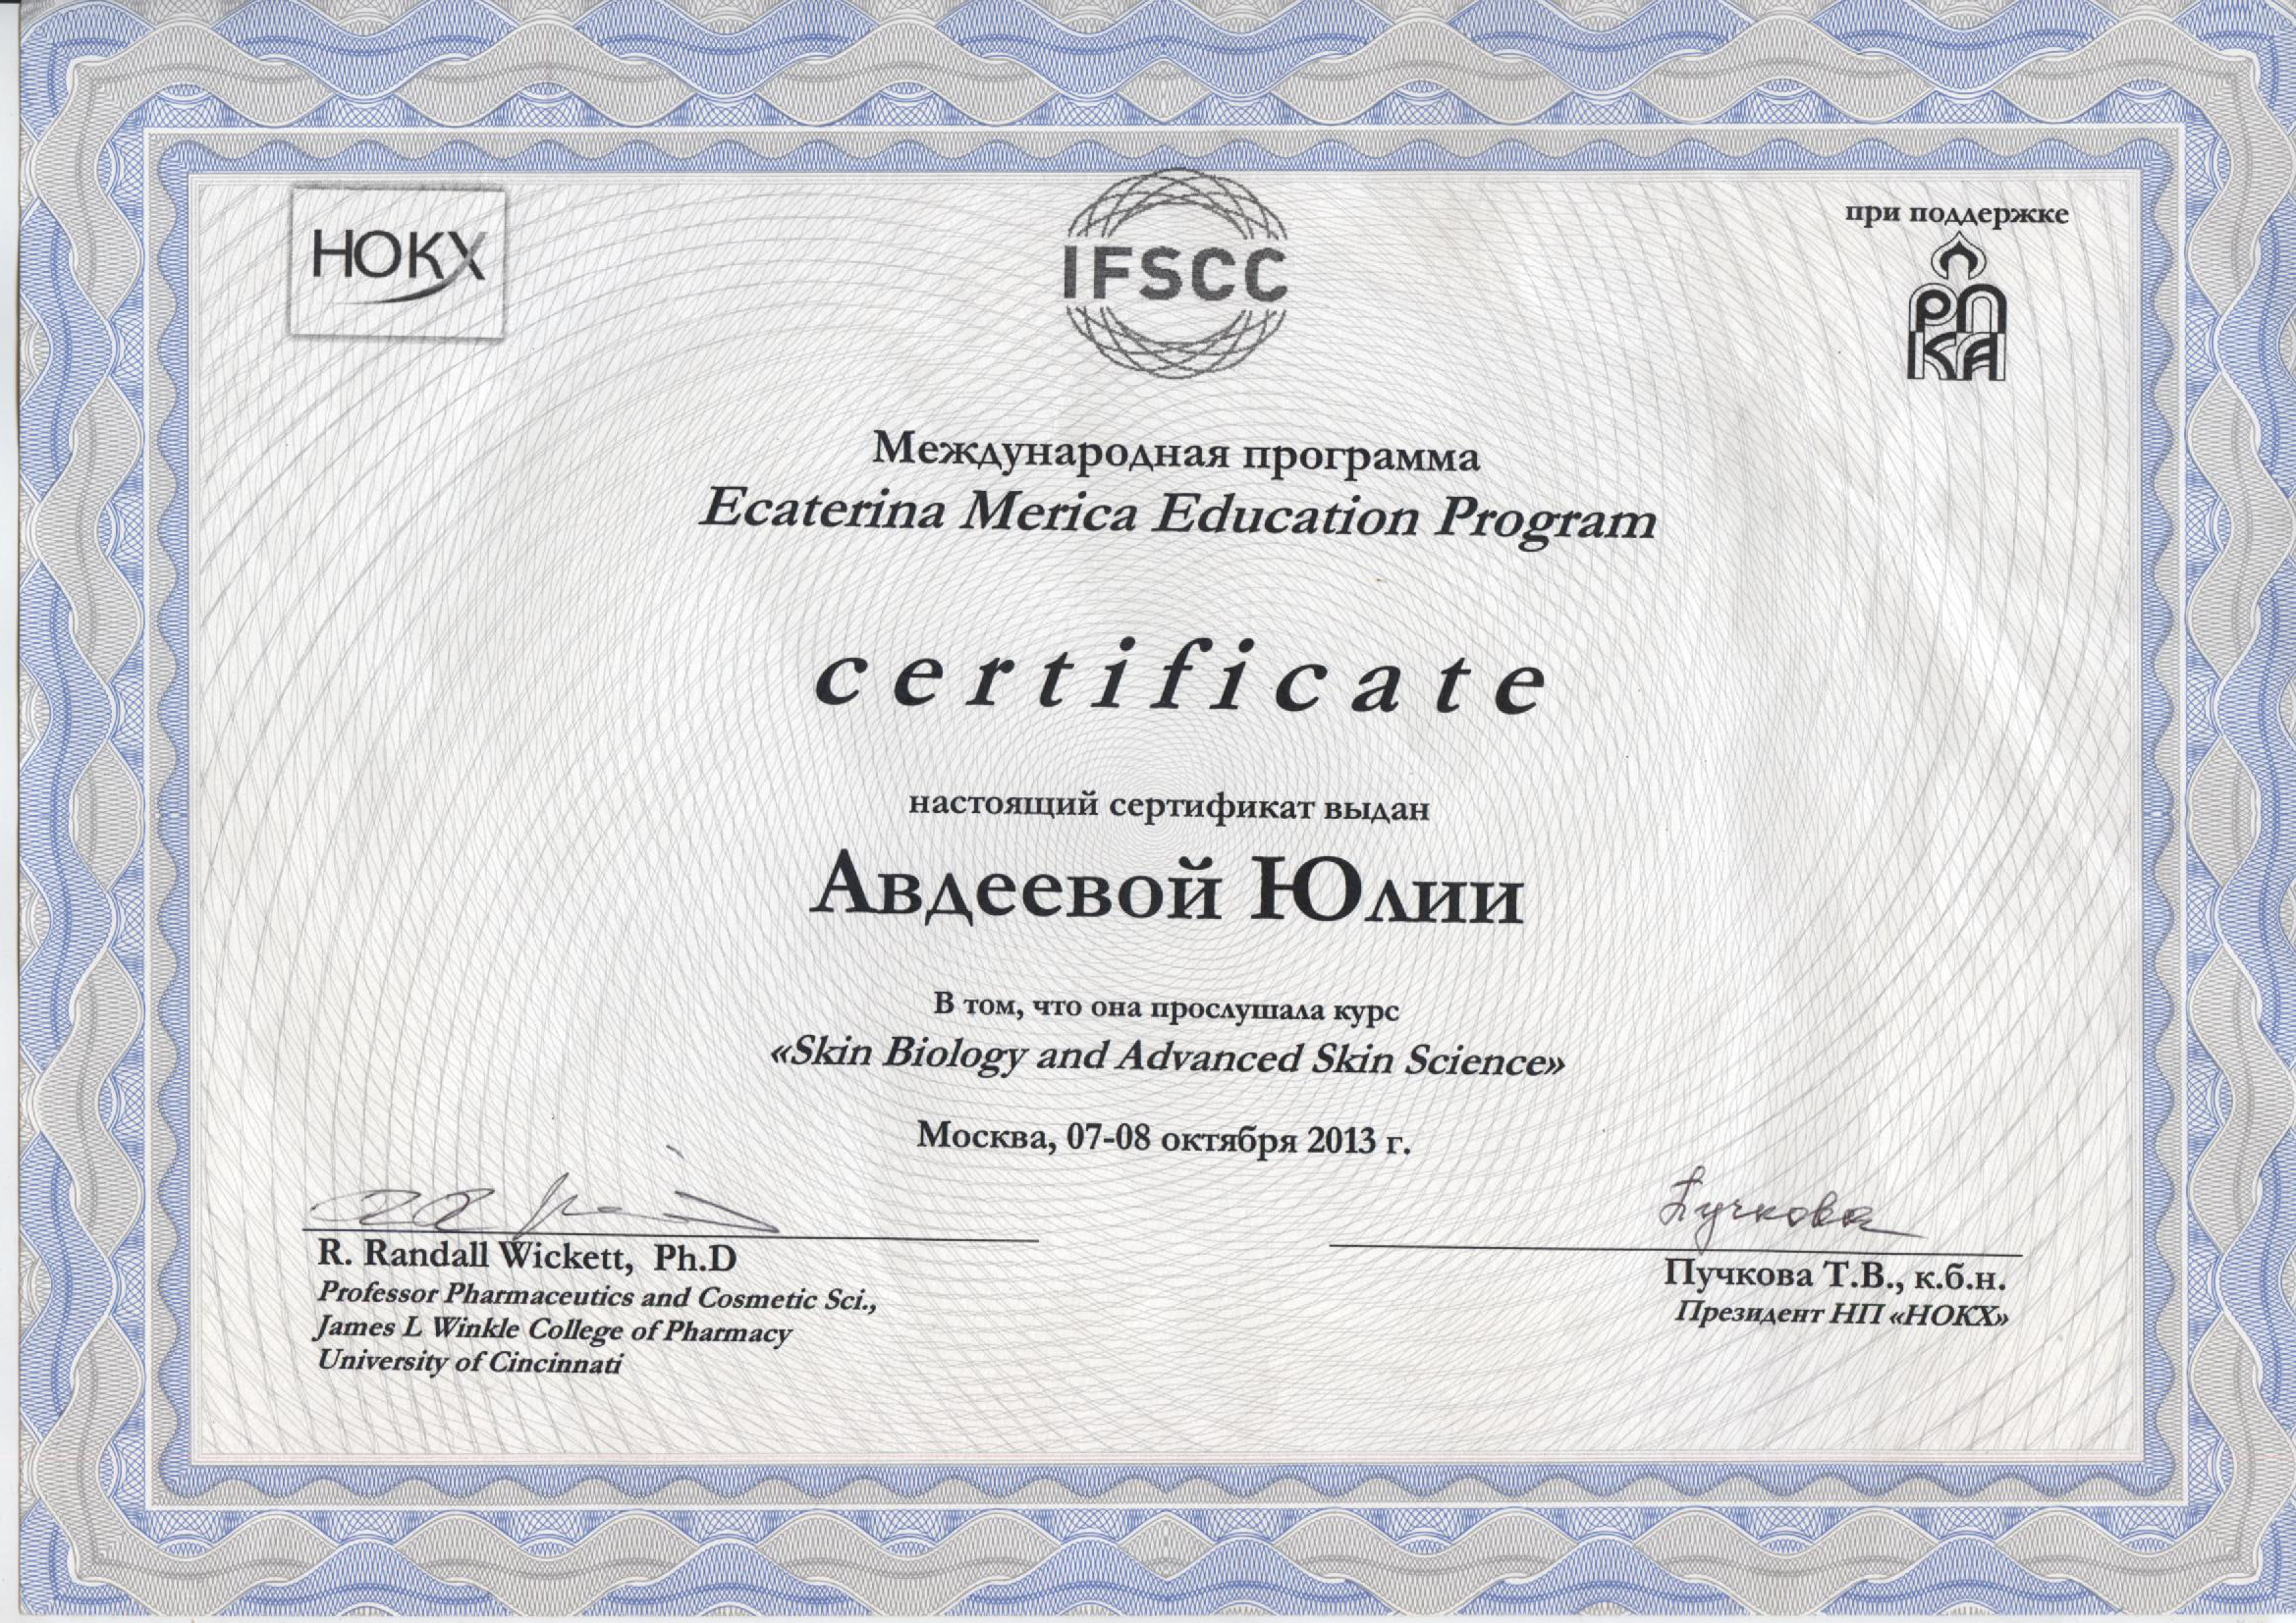 НОКХ
IFSCC
при поддержке
РПКА
Международная программа
Ecaterina Merica Education Program
certificate
настоящий сертификат выдан
Авдеевой Юлии
В том, что она прослушала курс
«Skin Biology and Advanced Skin Science»
Москва, 07-08 октября 2013 г.
Пучкова
R. Randall Wickett, Ph.D
Professor Pharmaceutics and Cosmetic Sci.,
James L Winkle College of Pharmacy
University of Cincinnati
Пучкова Т.В., к.б.н.
Президент НП «НОКХ»